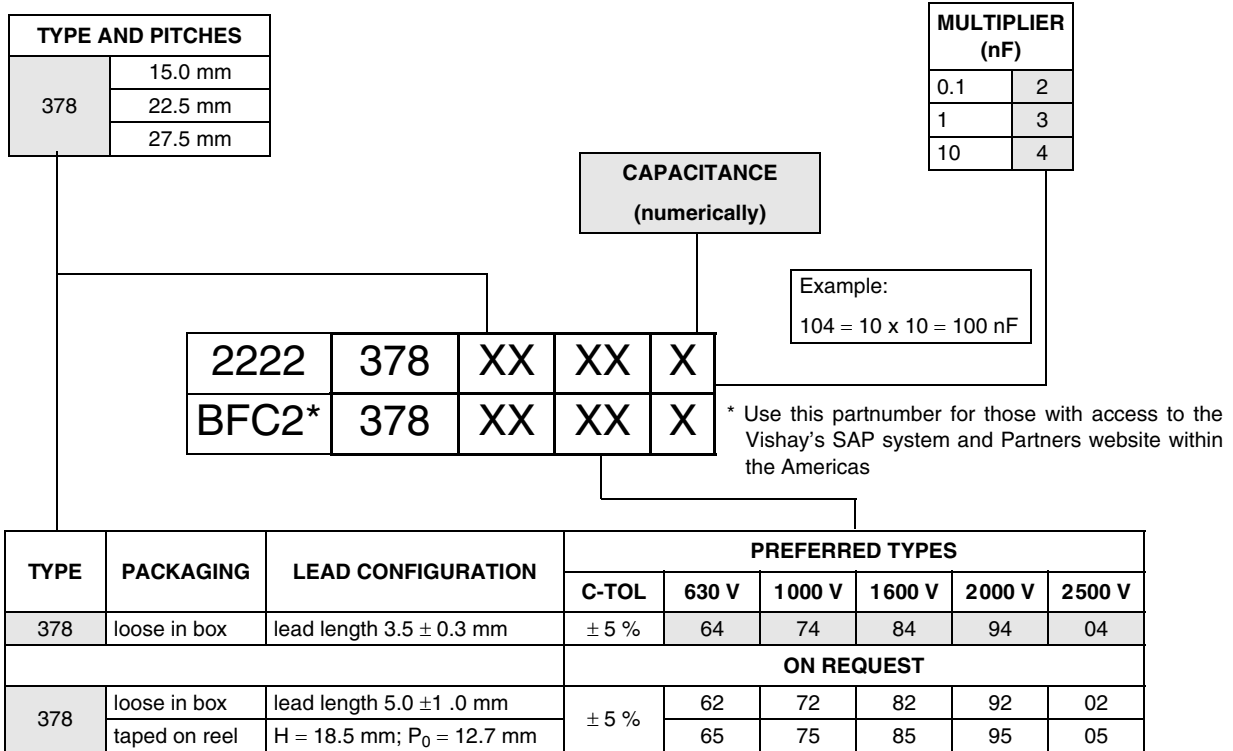 TYPE AND PITCHES
378
15.0 mm
22.5 mm
27.5 mm
MULTIPLIER
(nF)
0.1 2
1 3
10 4
CAPACITANCE
(numerically)
Example:
104 = 10 x 10 = 100 nF
2222 378 XX XX X
BFC2* 378 XX XX X
* Use this partnumber for those with access to the
Vishay's SAP system and Partners website within
the Americas
TYPE PACKAGING LEAD CONFIGURATION PREFERRED TYPES
C-TOL 630 V 1000 V 1600 V 2000 V 2500 V
378 loose in box lead length 3.5 ± 0.3 mm ± 5 % 64 74 84 94 04
ON REQUEST
378 loose in box lead length 5.0 ±1 .0 mm ± 5 % 62 72 82 92 02
taped on reel H = 18.5 mm; P0 = 12.7 mm 65 75 85 95 05